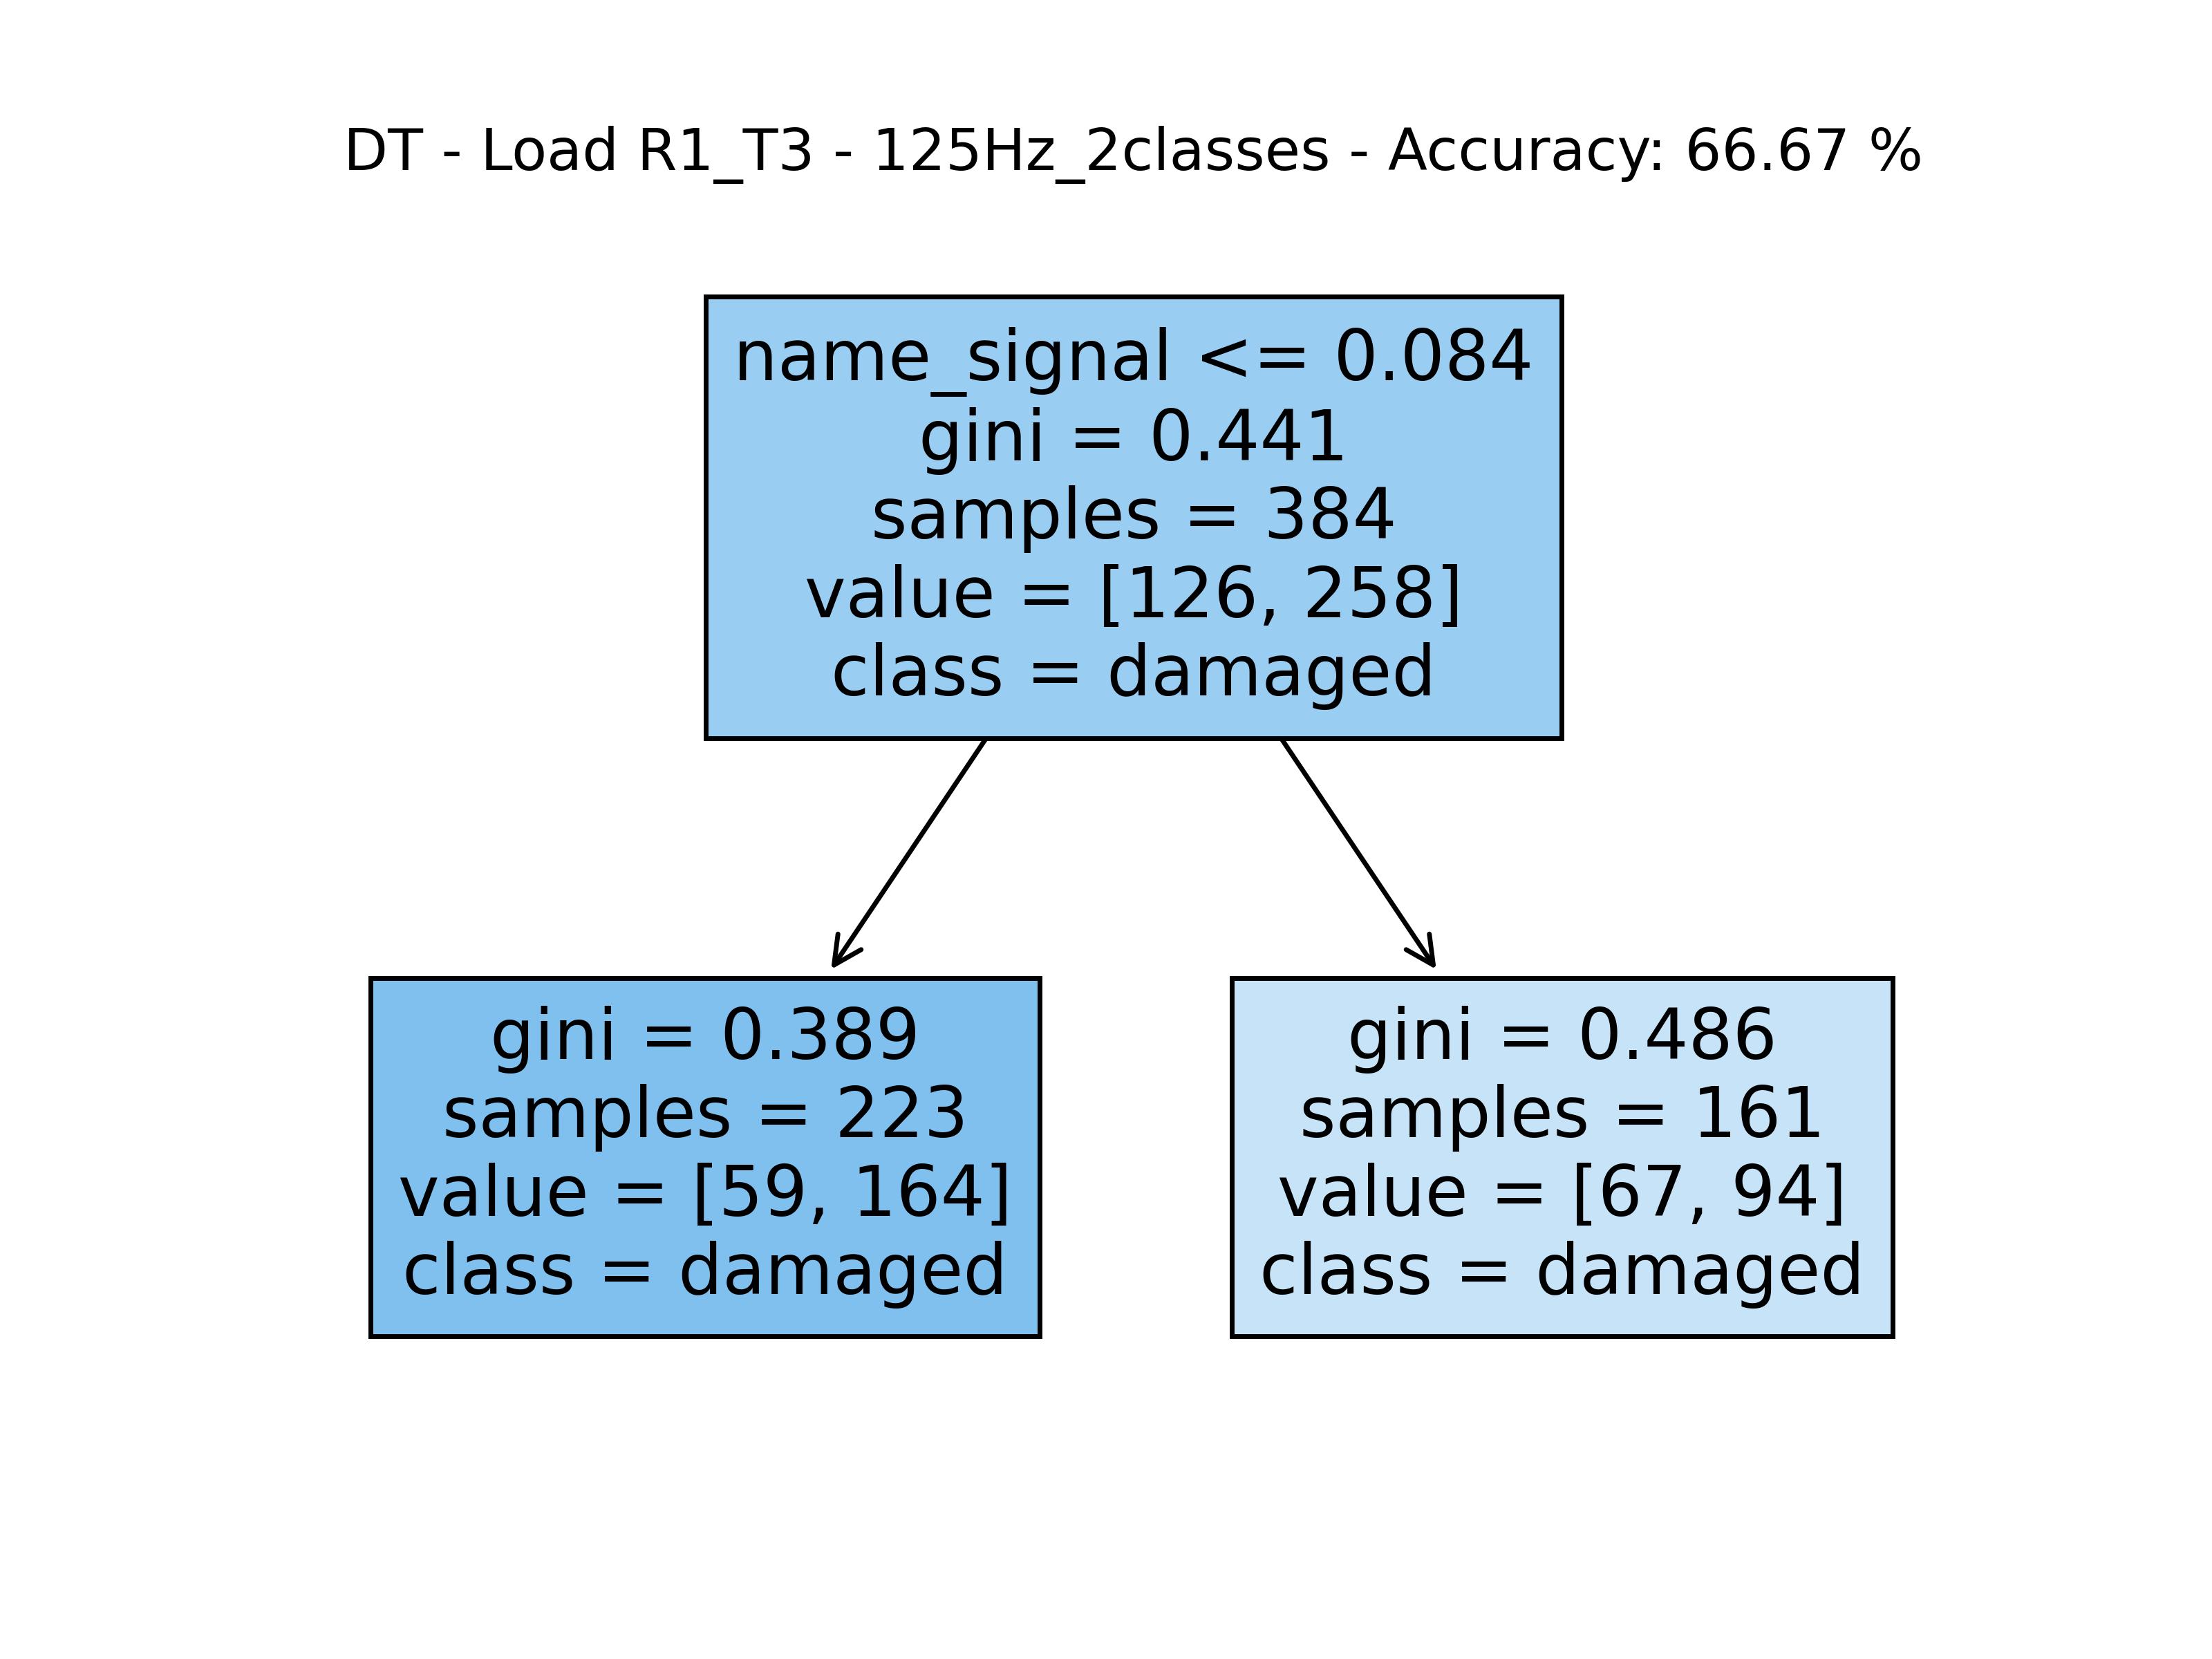 DT - Load R1_T3 - 125Hz_2classes - Accuracy: 66.67 %
name_signal <= 0.084
gini = 0.441
samples = 384
value = [126, 258]
class = damaged
gini = 0.389
samples = 223
value = [59, 164]
class = damaged
gini = 0.486
samples = 161
value = [67, 94]
class = damaged